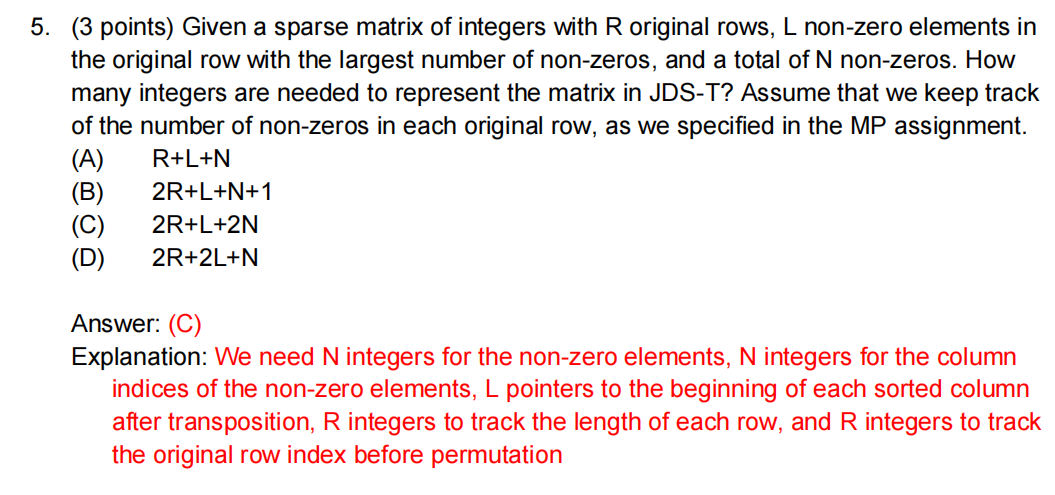 5. (3 points) Given a sparse matrix of integers with R original rows, L non-zero elements in
the original row with the largest number of non-zeros, and a total of N non-zeros. How
many integers are needed to represent the matrix in JDS-T? Assume that we keep track
of the number of non-zeros in each original row, as we specified in the MP assignment.
(A) R+L+N
(B) 2R+L+N+1
(C) 2R+L+2N
(D) 2R+2L+N
Answer: (C)
Explanation: We need N integers for the non-zero elements, N integers for the column
indices of the non-zero elements, L pointers to the beginning of each sorted column
after transposition, R integers to track the length of each row, and R integers to track
the original row index before permutation